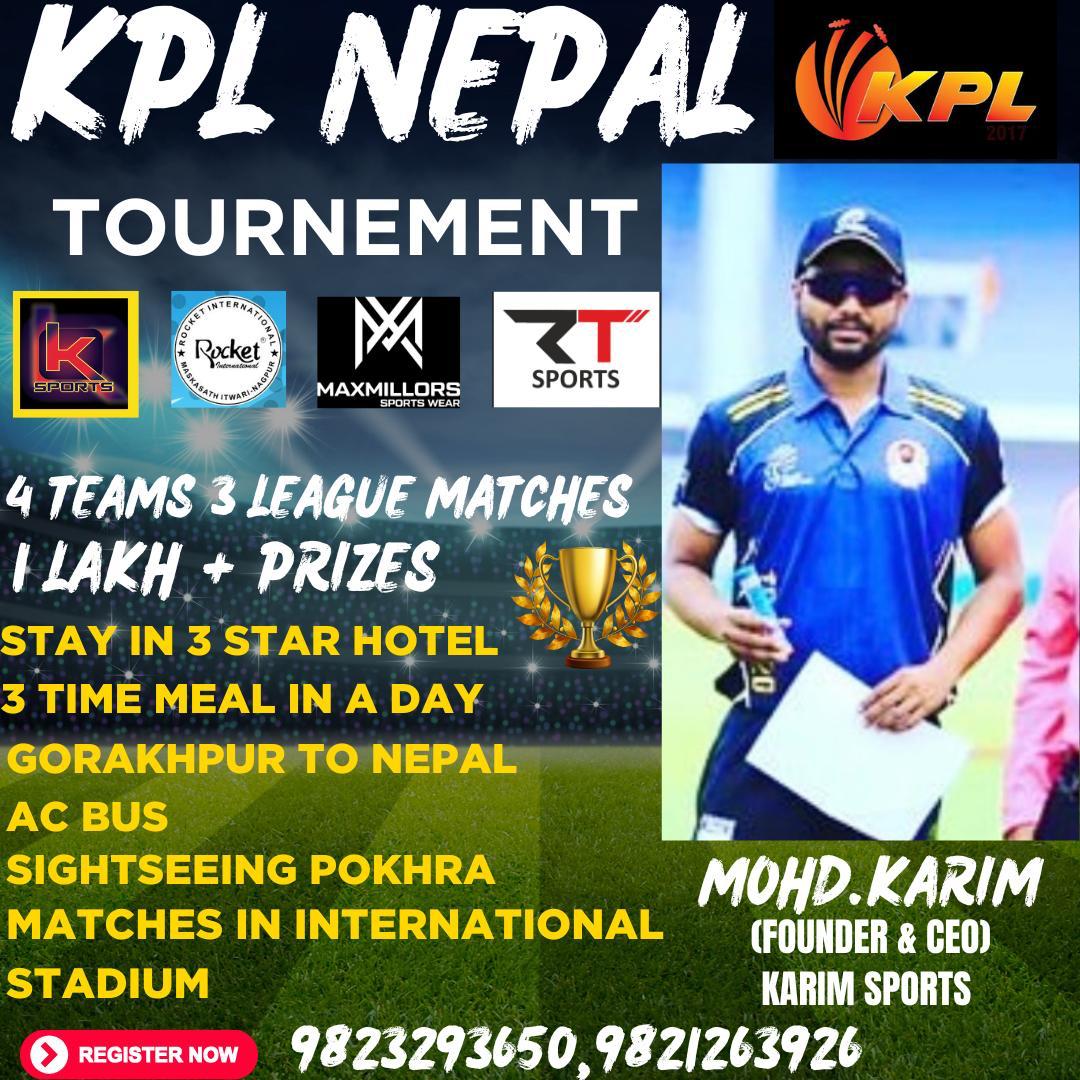 KPL NEPAL
KPL
2017
TOURNEMENT
K
SPORTS
ROCKET INTERNATIONAL
Rocket
International
MASKASATH ITWARI-NAGPUR
MAXMILLORS
SPORTS WEAR
RT
SPORTS
4 TEAMS 3 LEAGUE MATCHES
1 LAKH + PRIZES
STAY IN 3 STAR HOTEL
3 TIME MEAL IN A DAY
GORAKHPUR TO NEPAL
AC BUS
SIGHTSEEING POKHRA
MATCHES IN INTERNATIONAL
STADIUM
MOHD.KARIM
(FOUNDER & CEO)
KARIM SPORTS
REGISTER NOW
9823293650,9821263926